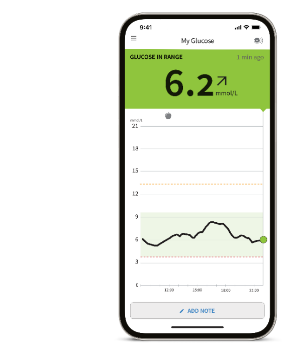 9:41
My Glucose
GLUCOSE IN RANGE
1 min ago
6.2
mmol/L
21
15
12
9
6
3
0
ADD NOTE